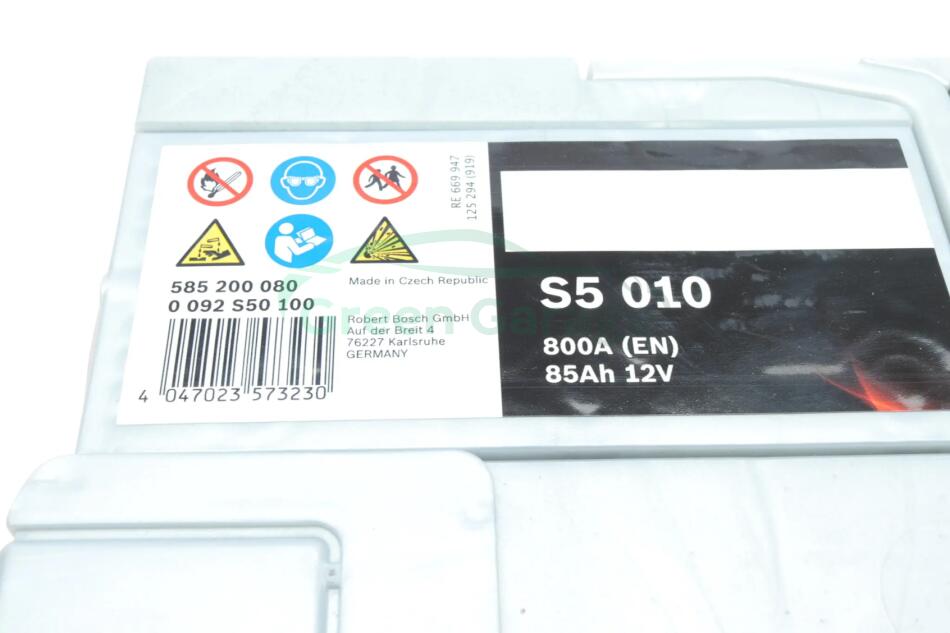 RE 669 947
125 294 (919)
585 200 080
0 092 S50 100
Made in Czech Republic
Robert Bosch GmbH
Auf der Breit 4
76227 Karlsruhe
GERMANY
4 047023 573230
S5 010
800A (EN)
85Ah 12V